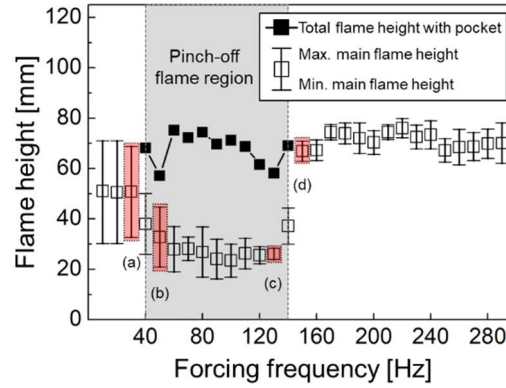 Flame height [mm]
100
80
60
40
20
0
Pinch-off
flame region
Total flame height with pocket
Max. main flame height
Min. main flame height
(a)
(b)
(c)
(d)
0 40 80 120 160 200 240 280
Forcing frequency [Hz]